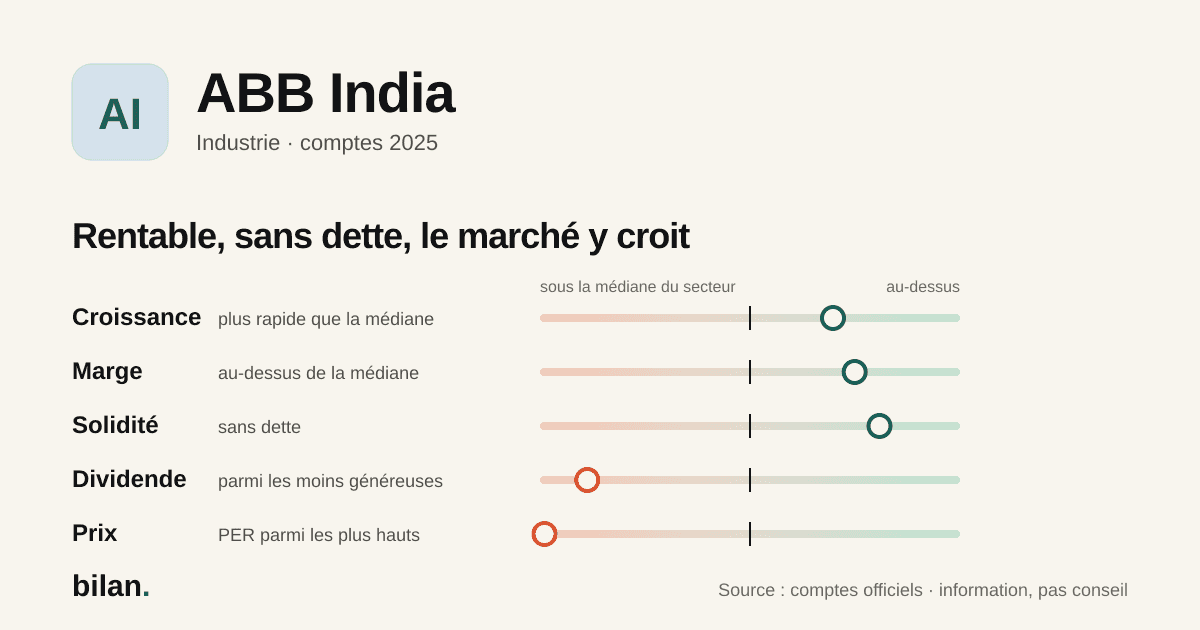 AI
ABB India
Industrie · comptes 2025
Rentable, sans dette, le marché y croit
sous la médiane du secteur au-dessus
Croissance plus rapide que la médiane
Marge au-dessus de la médiane
Solidité sans dette
Dividende parmi les moins généreuses
Prix PER parmi les plus hauts
bilan.
Source : comptes officiels · information, pas conseil